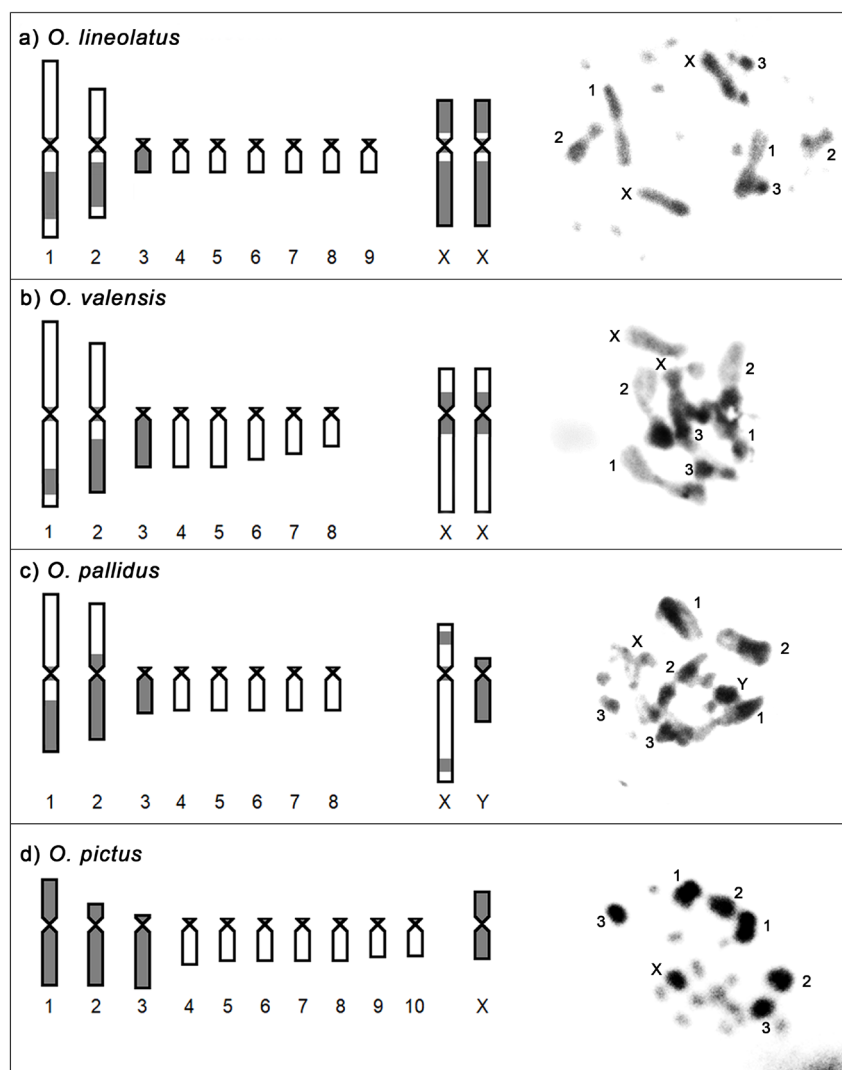 a) O. lineolatus
1 2 3 4 5 6 7 8 9 X X
X 3 1 2 1 2 3 X
b) O. valensis
1 2 3 4 5 6 7 8 X X
X X 2 2 3 1 1 3
c) O. pallidus
1 2 3 4 5 6 7 8 X Y
1 X 2 2 Y 3 1 3
d) O. pictus
1 2 3 4 5 6 7 8 9 10 X
1 2 3 1 X 2 3